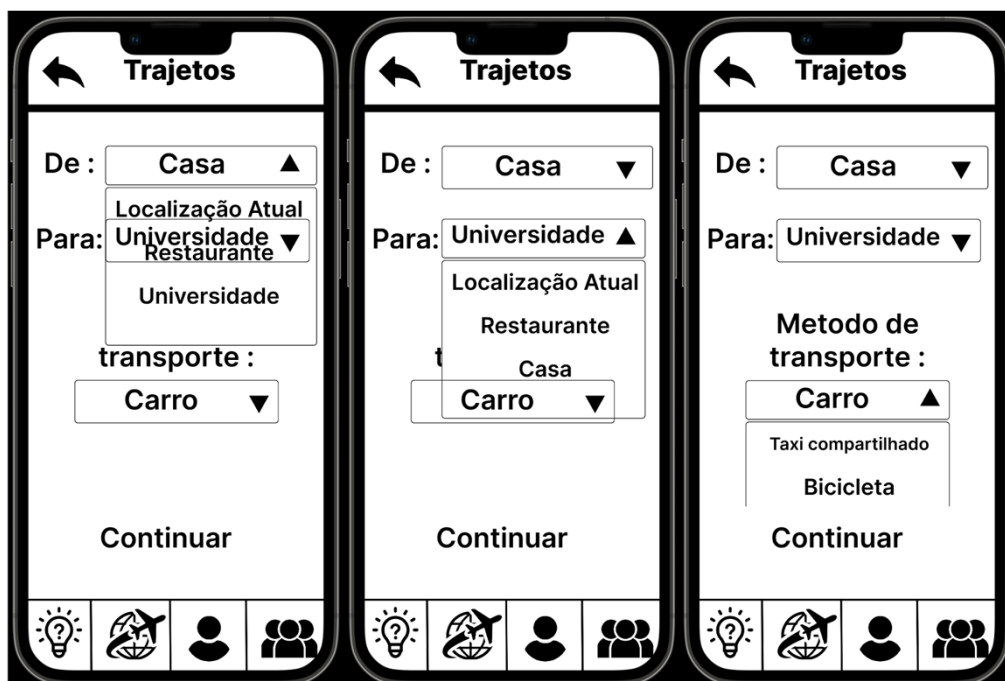 Trajetos
De :
Casa
Localização Atual
Para:
Universidade
Restaurante
Universidade
transporte :
Carro
Continuar
?
Trajetos
De :
Casa
Para:
Universidade
Localização Atual
Restaurante
Casa
t
Carro
Continuar
?
Trajetos
De :
Casa
Para:
Universidade
Metodo de
transporte :
Carro
Taxi compartilhado
Bicicleta
Continuar
?